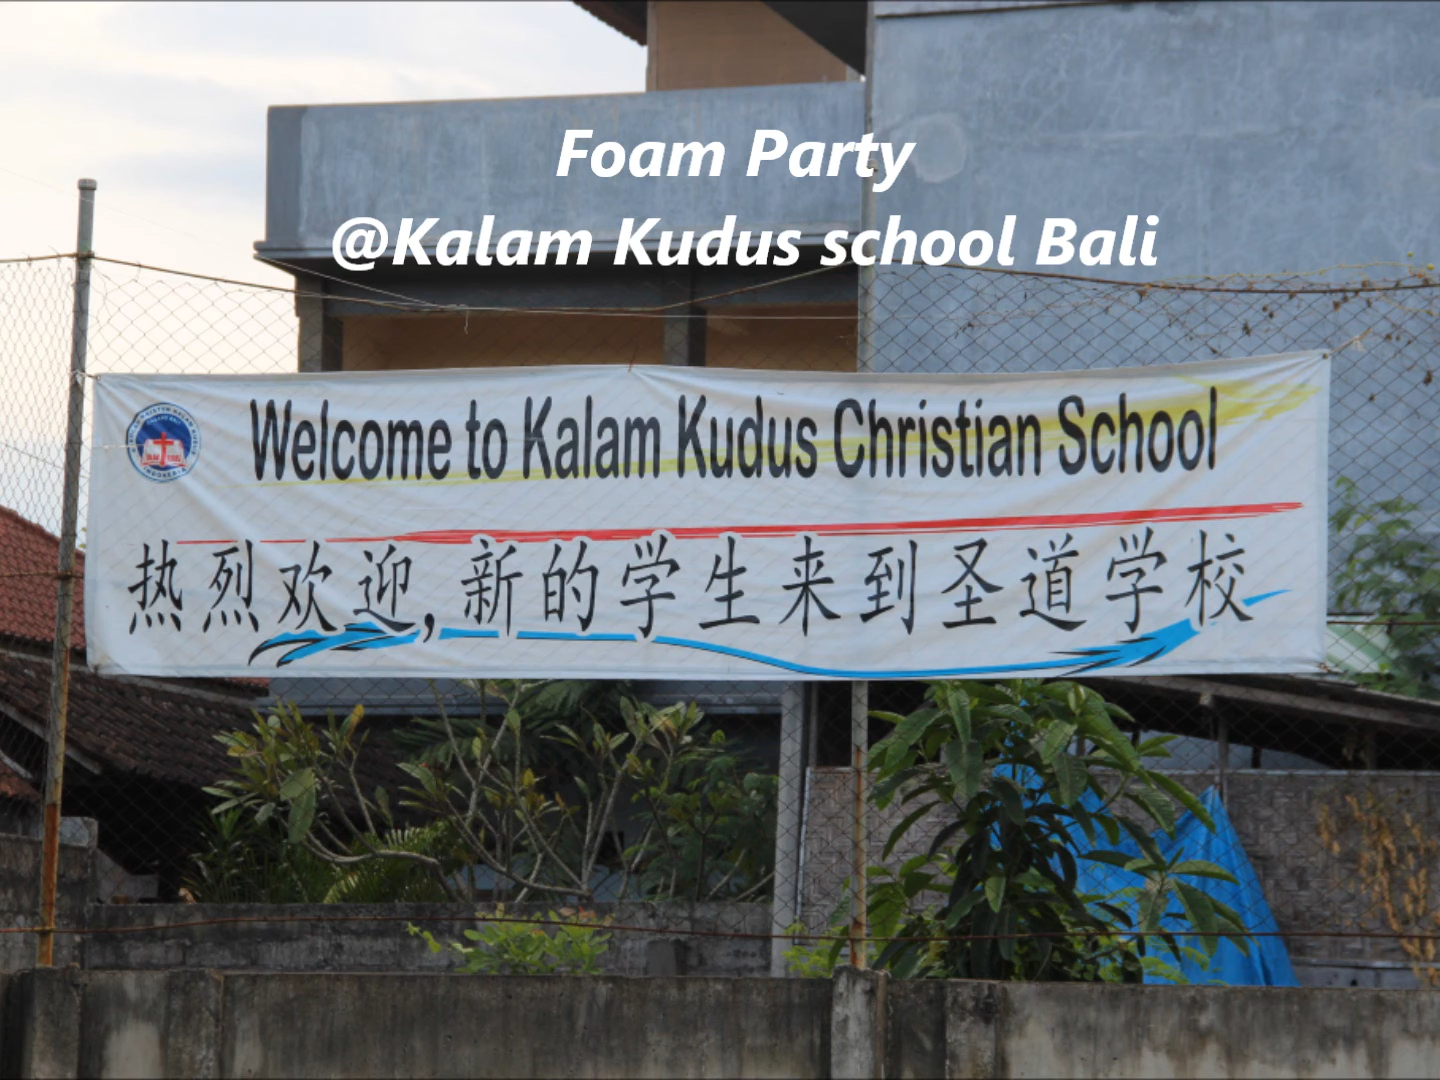 Foam Party
@Kalam Kudus school Bali
Welcome to Kalam Kudus Christian School
热烈欢迎,新的学生来到圣道学校